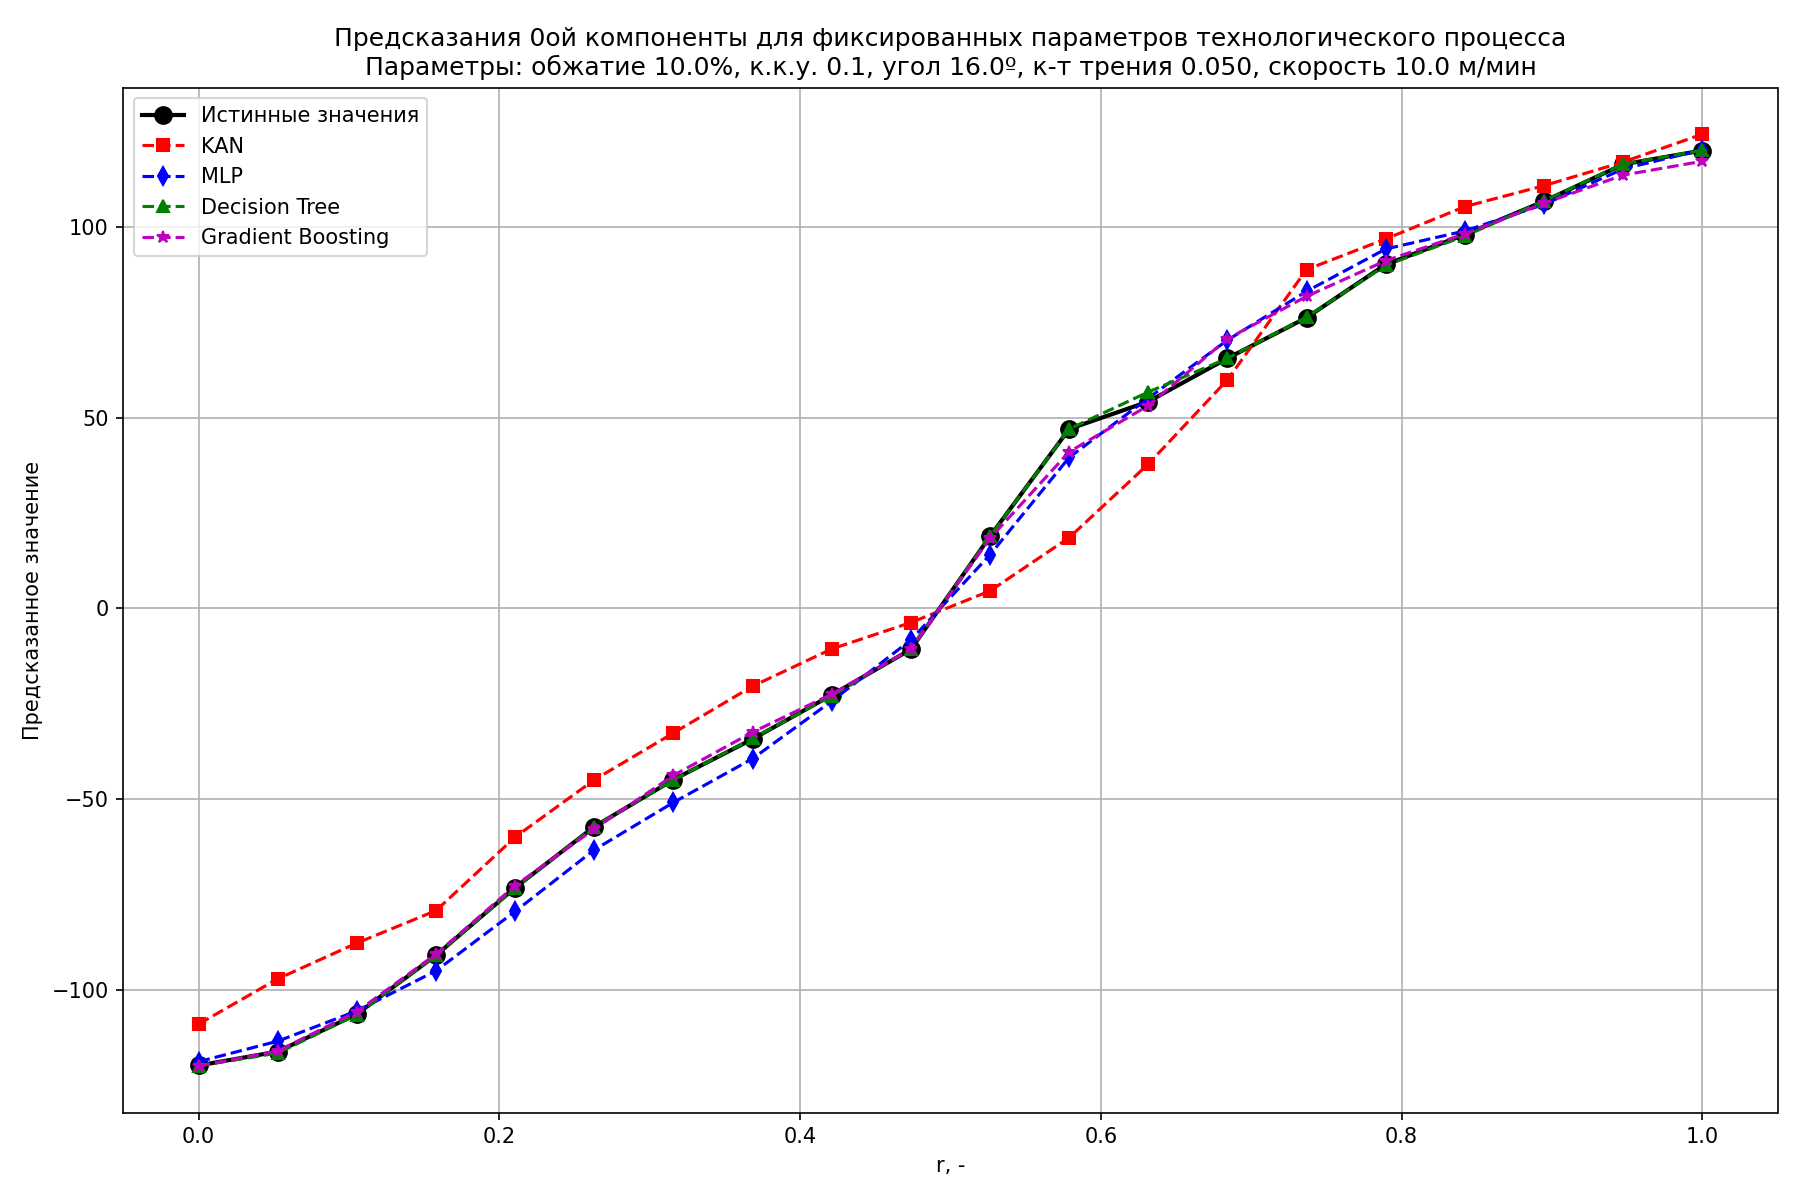 Предсказания 0ой компоненты для фиксированных параметров технологического процесса
Параметры: обжатие 10.0%, к.к.у. 0.1, угол 16.0º, к-т трения 0.050, скорость 10.0 м/мин
Истинные значения
KAN
MLP
Decision Tree
Gradient Boosting
Предсказанное значение
100
50
0
−50
−100
0.0
0.2
0.4
0.6
0.8
1.0
r, -